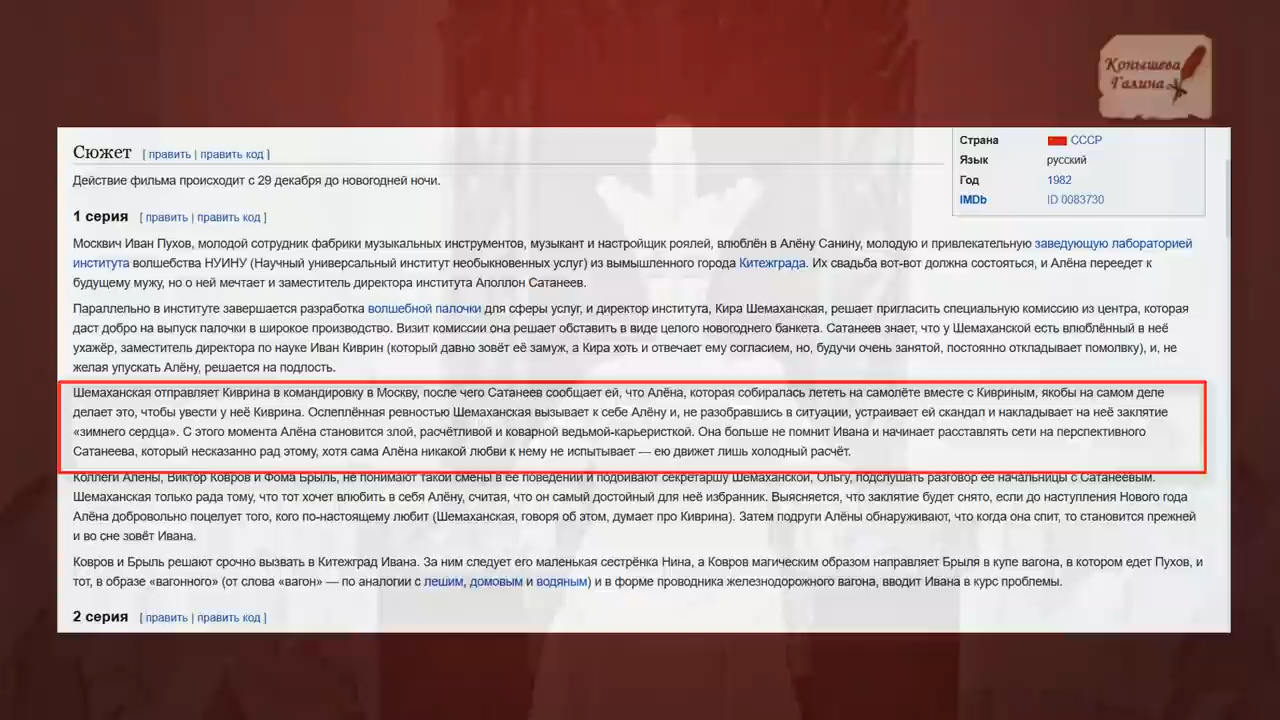 Копышева
Галина
Страна СССР
Язык русский
Год 1982
IMDb ID 0083730
Сюжет [ править | править код ]
Действие фильма происходит с 29 декабря до новогодней ночи.
1 серия [ править | править код ]
Москвич Иван Пухов, молодой сотрудник фабрики музыкальных инструментов, музыкант и настройщик роялей, влюблён в Алёну Санину, молодую и привлекательную заведующую лабораторией
института волшебства НУИНУ (Научный универсальный институт необыкновенных услуг) из вымышленного города Китежграда. Их свадьба вот-вот должна состояться, и Алёна переедет к
будущему мужу, но о ней мечтает и заместитель директора института Аполлон Сатанеев.
Параллельно в институте завершается разработка волшебной палочки для сферы услуг, и директор института, Кира Шемаханская, решает пригласить специальную комиссию из центра, которая
даст добро на выпуск палочки в широкое производство. Визит комиссии она решает обставить в виде целого новогоднего банкета. Сатанеев знает, что у Шемаханской есть влюблённый в неё
ухажёр, заместитель директора по науке Иван Киврин (который давно зовёт её замуж, а Кира хоть и отвечает ему согласием, но, будучи очень занятой, постоянно откладывает помолвку), и, не
желая упускать Алёну, решается на подлость.
Шемаханская отправляет Киврина в командировку в Москву, после чего Сатанеев сообщает ей, что Алёна, которая собиралась лететь на самолёте вместе с Кивриным, якобы на самом деле
делает это, чтобы увести у неё Киврина. Ослеплённая ревностью Шемаханская вызывает к себе Алёну и, не разобравшись в ситуации, устраивает ей скандал и накладывает на неё заклятие
«зимнего сердца». С этого момента Алёна становится злой, расчётливой и коварной ведьмой-карьеристкой. Она больше не помнит Ивана и начинает расставлять сети на перспективного
Сатанеева, который несказанно рад этому, хотя сама Алёна никакой любви к нему не испытывает — ею движет лишь холодный расчёт.
Коллеги Алёны, Виктор Ковров и Фома Брыль, не понимают такой смены в её поведении и подбивают секретаршу Шемаханской, Ольгу, подслушать разговор её начальницы с Сатанеевым.
Шемаханская только рада тому, что тот хочет влюбить в себя Алёну, считая, что он самый достойный для неё избранник. Выясняется, что заклятие будет снято, если до наступления Нового года
Алёна добровольно поцелует того, кого по-настоящему любит (Шемаханская, говоря об этом, думает про Киврина). Затем подруги Алёны обнаруживают, что когда она спит, то становится прежней
и во сне зовёт Ивана.
Ковров и Брыль решают срочно вызвать в Китежград Ивана. За ним следует его маленькая сестрёнка Нина, а Ковров магическим образом направляет Брыля в купе вагона, в котором едет Пухов, и
тот, в образе «вагонного» (от слова «вагон» — по аналогии с лешим, домовым и водяным) и в форме проводника железнодорожного вагона, вводит Ивана в курс проблемы.
2 серия [ править | править код ]